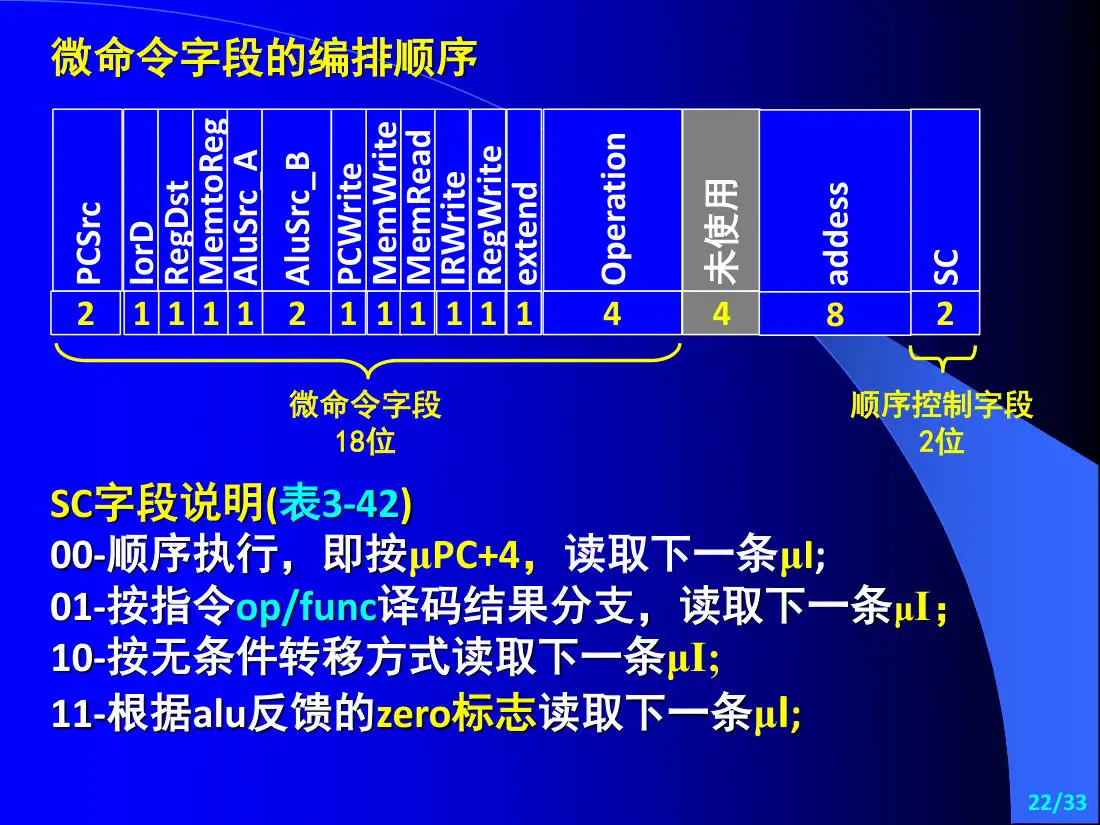 微命令字段的编排顺序
PCSrc
IorD
RegDst
MemtoReg
AluSrc_A
AluSrc_B
PCWrite
MemWrite
MemRead
IRWrite
RegWrite
extend
Operation
未使用
addess
SC
2 1 1 1 1 2 1 1 1 1 1 1 4 4 8 2
微命令字段
18位
顺序控制字段
2位
SC字段说明(表3-42)
00-顺序执行，即按μPC+4，读取下一条μI;
01-按指令op/func译码结果分支，读取下一条μI；
10-按无条件转移方式读取下一条μI;
11-根据alu反馈的zero标志读取下一条μI;
22/33